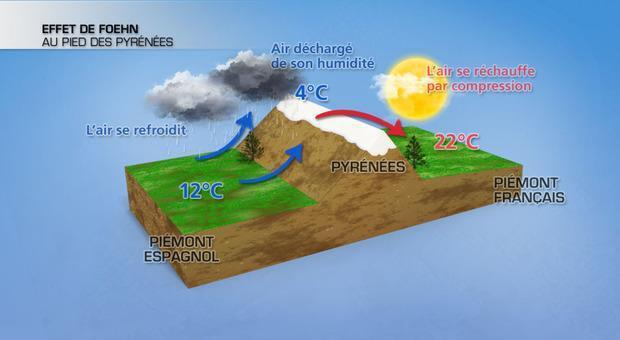 EFFET DE FOEHN
AU PIED DES PYRÉNÉES
Air déchargé
de son humidité
4°C
L'air se réchauffe
par compression
L'air se refroidit
22°C
12°C
PYRÉNÉES
PIÉMONT
FRANÇAIS
PIÉMONT
ESPAGNOL